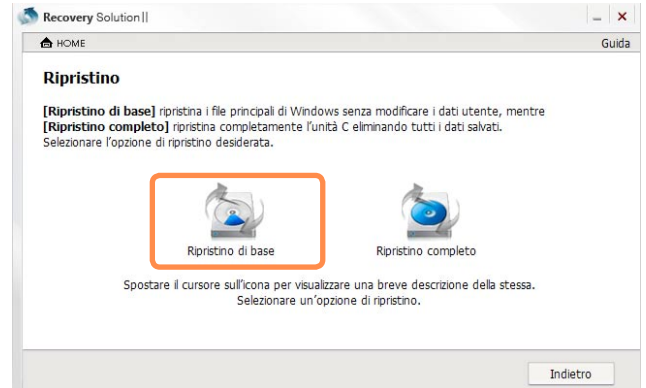 Recovery Solution II
HOME
Guida
Ripristino
[Ripristino di base] ripristina i file principali di Windows senza modificare i dati utente, mentre
[Ripristino completo] ripristina completamente l'unità C eliminando tutti i dati salvati.
Selezionare l'opzione di ripristino desiderata.
Ripristino di base
Ripristino completo
Spostare il cursore sull'icona per visualizzare una breve descrizione della stessa.
Selezionare un'opzione di ripristino.
Indietro